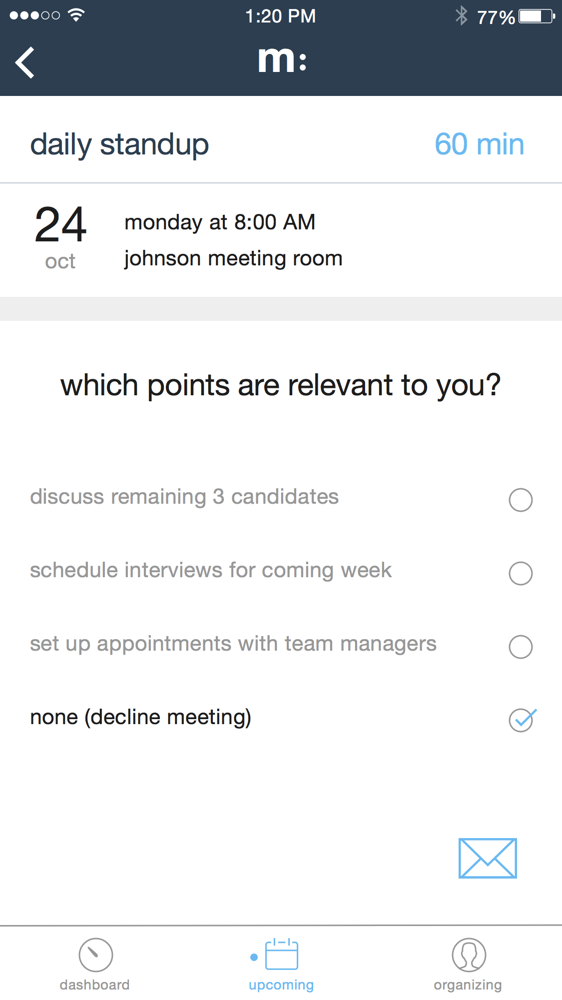 1:20 PM
77%
m:
daily standup
60 min
24
oct
monday at 8:00 AM
johnson meeting room
which points are relevant to you?
discuss remaining 3 candidates
schedule interviews for coming week
set up appointments with team managers
none (decline meeting)
dashboard
upcoming
organizing